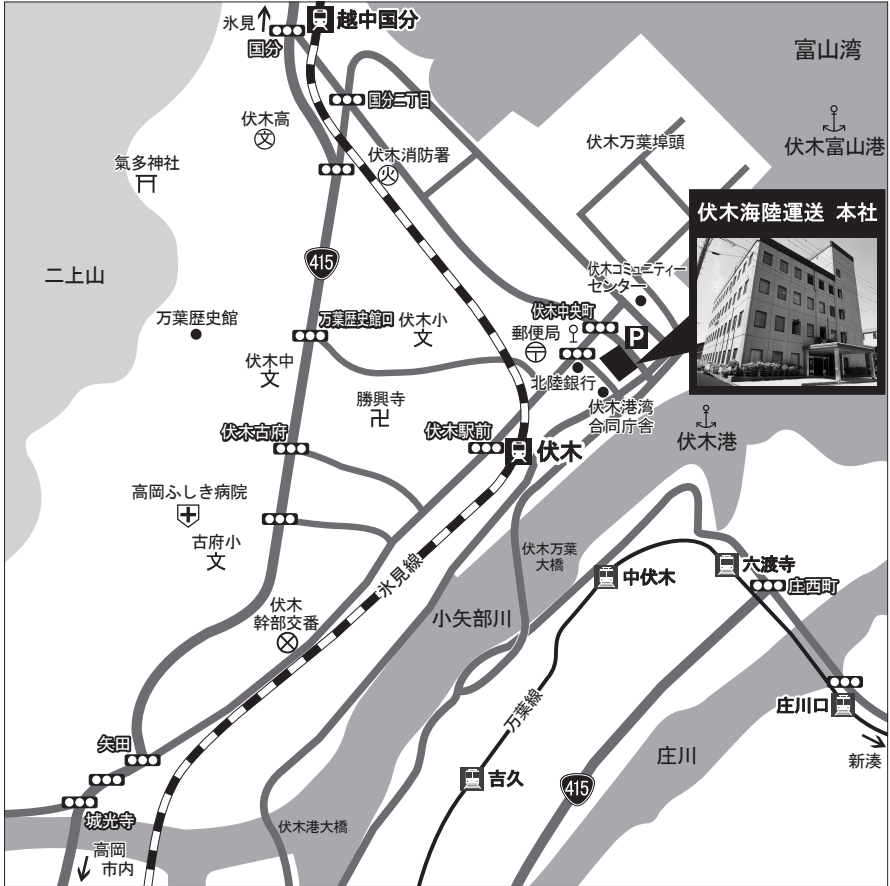 氷見
越中国分
国分
富山湾
国分二丁目
伏木高
文
伏木消防署
火
伏木万葉埠頭
伏木富山港
氣多神社
伏木海陸運送 本社
415
二上山
伏木コミュニティー
センター
万葉歴史館
万葉歴史館口
伏木小
文
伏木中央町
郵便局
P
伏木中
文
北陸銀行
勝興寺
卍
伏木港湾
合同庁舎
伏木古府
伏木駅前
伏木
伏木港
高岡ふしき病院
古府小
文
伏木万葉
大橋
氷見線
中伏木
六渡寺
庄西町
伏木
幹部交番
小矢部川
万葉線
庄川口
新湊
矢田
庄川
吉久
415
城光寺
伏木港大橋
高岡
市内